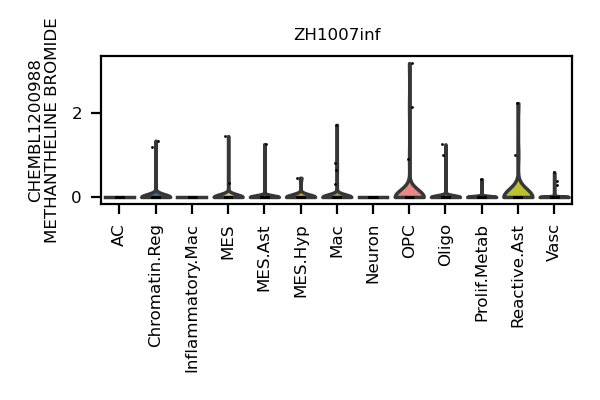 ZH1007inf
CHEMBL1200988
METHANTHELINE BROMIDE
2
0
AC
Chromatin.Reg
Inflammatory.Mac
MES
MES.Ast
MES.Hyp
Mac
Neuron
OPC
Oligo
Prolif.Metab
Reactive.Ast
Vasc